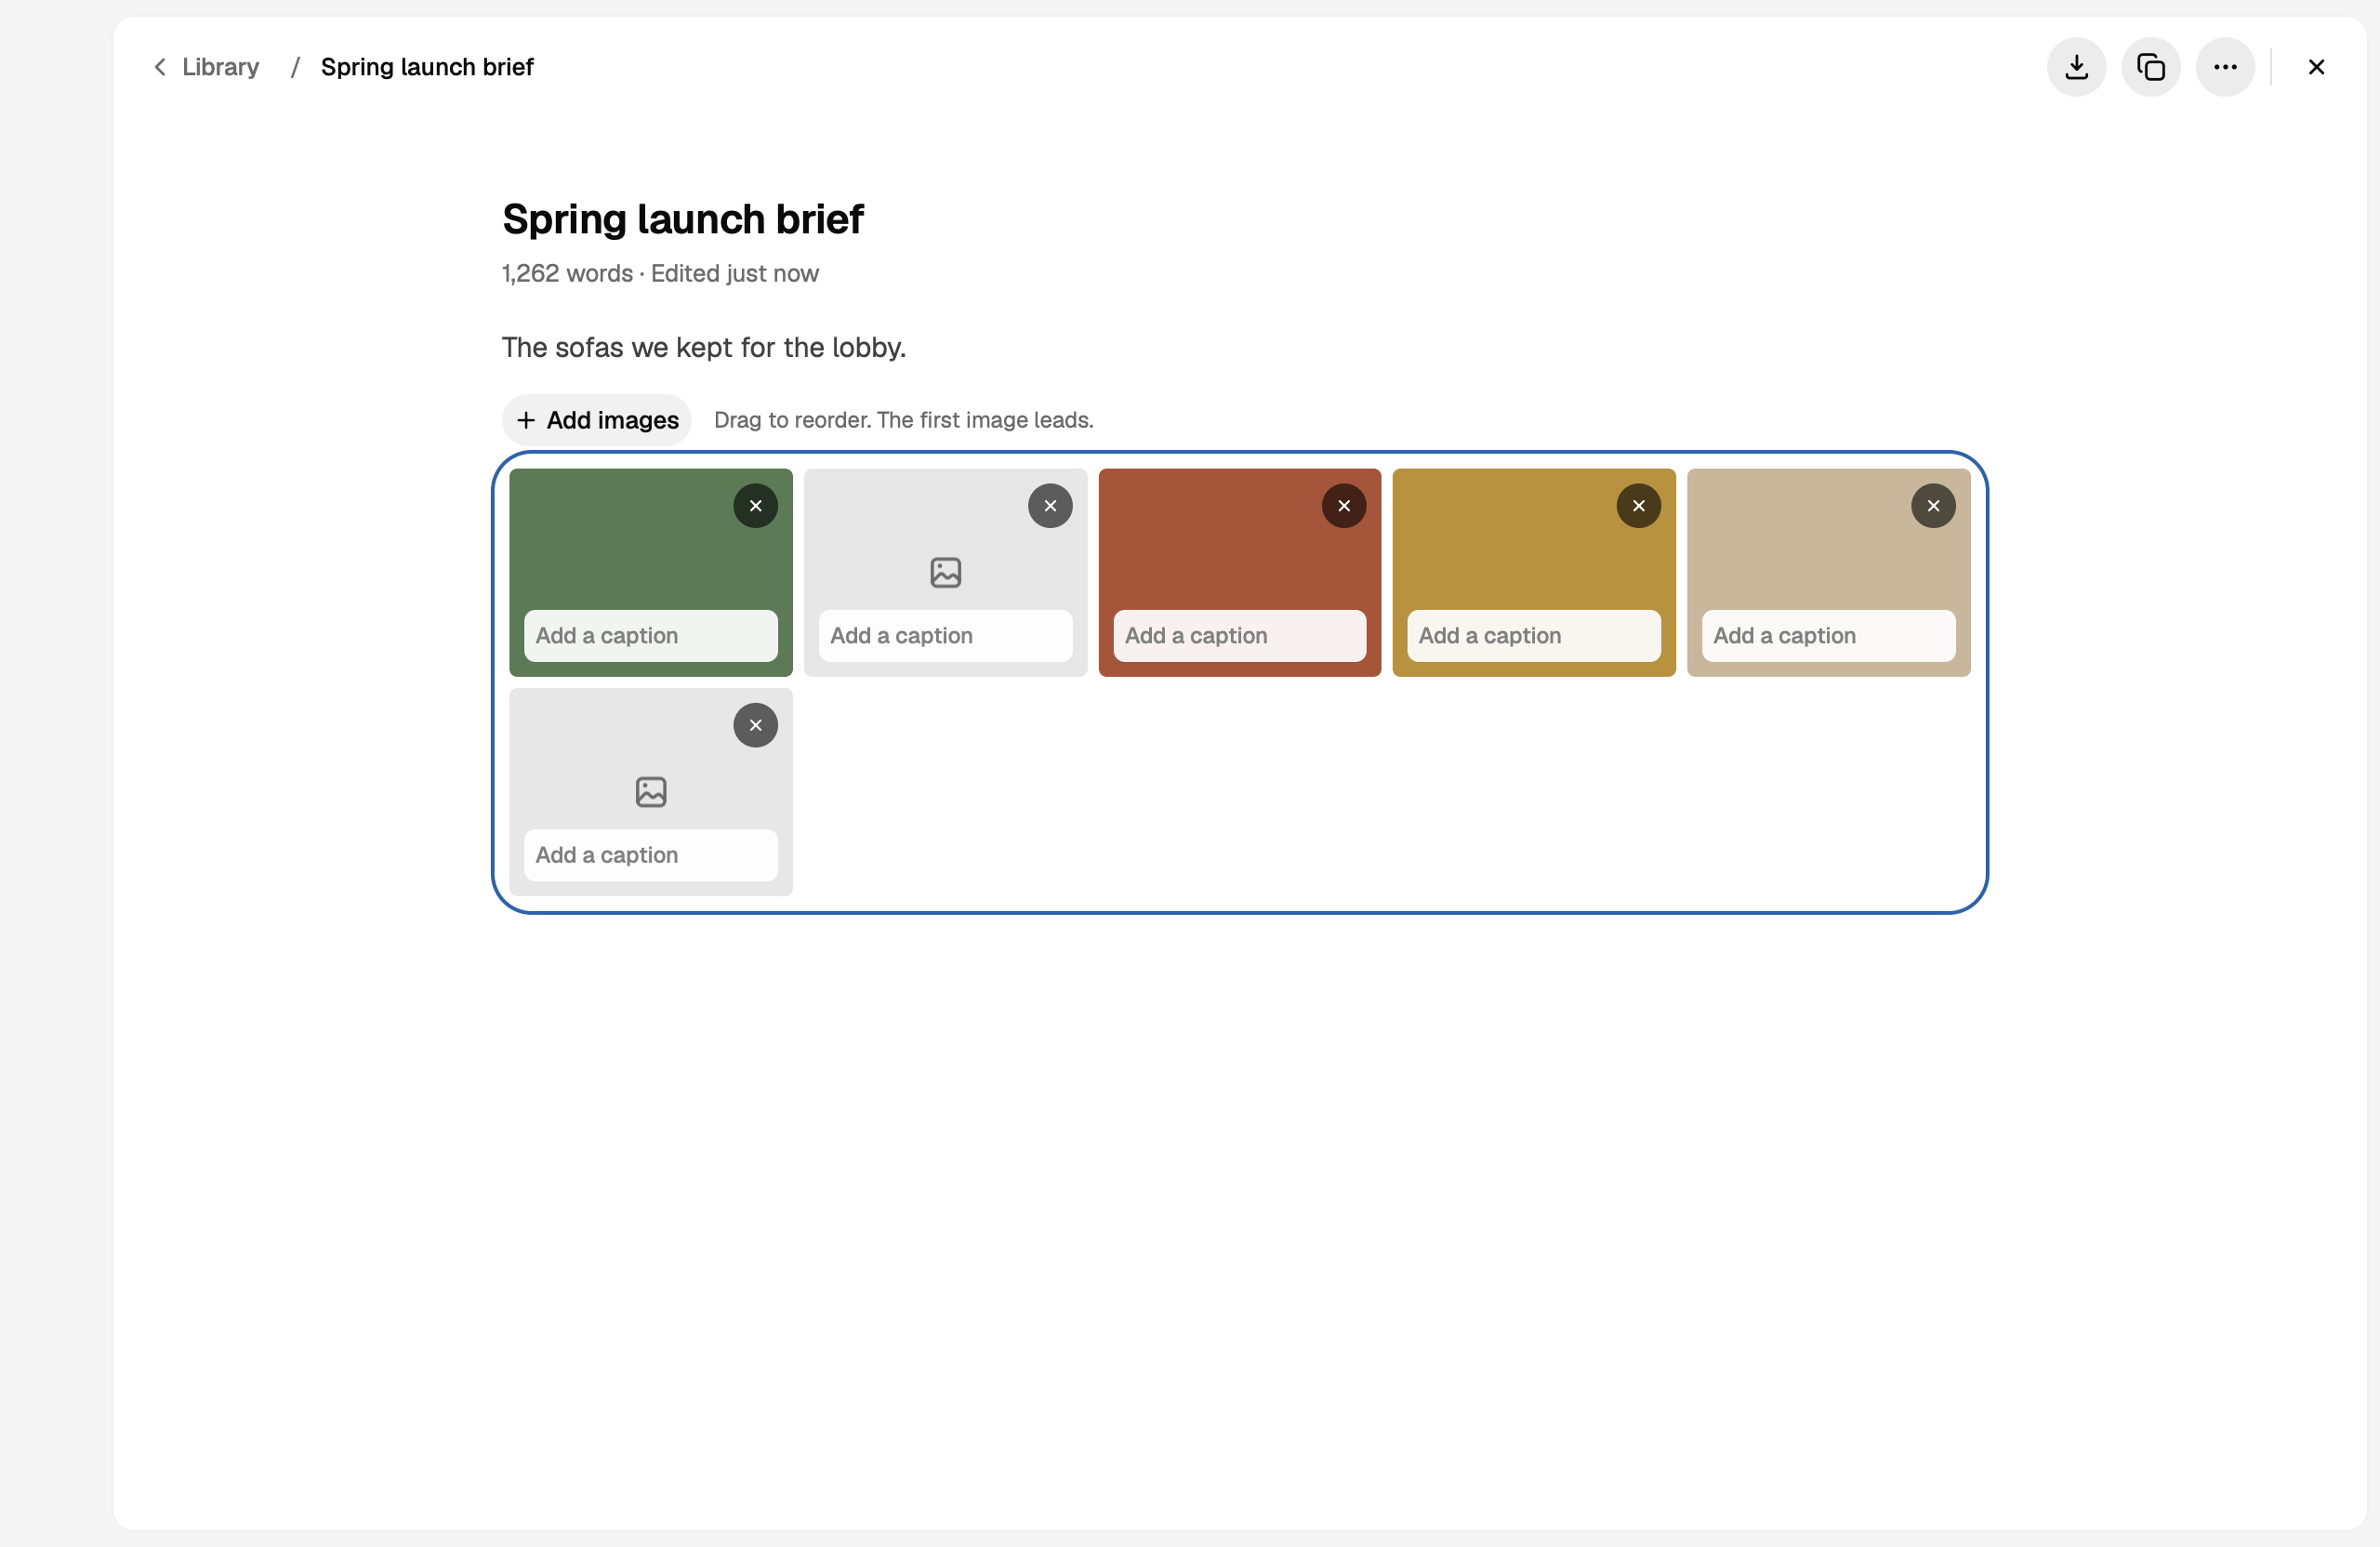 Library / Spring launch brief
Spring launch brief
1,262 words · Edited just now
The sofas we kept for the lobby.
Add images Drag to reorder. The first image leads.
Add a caption Add a caption Add a caption Add a caption Add a caption
Add a caption